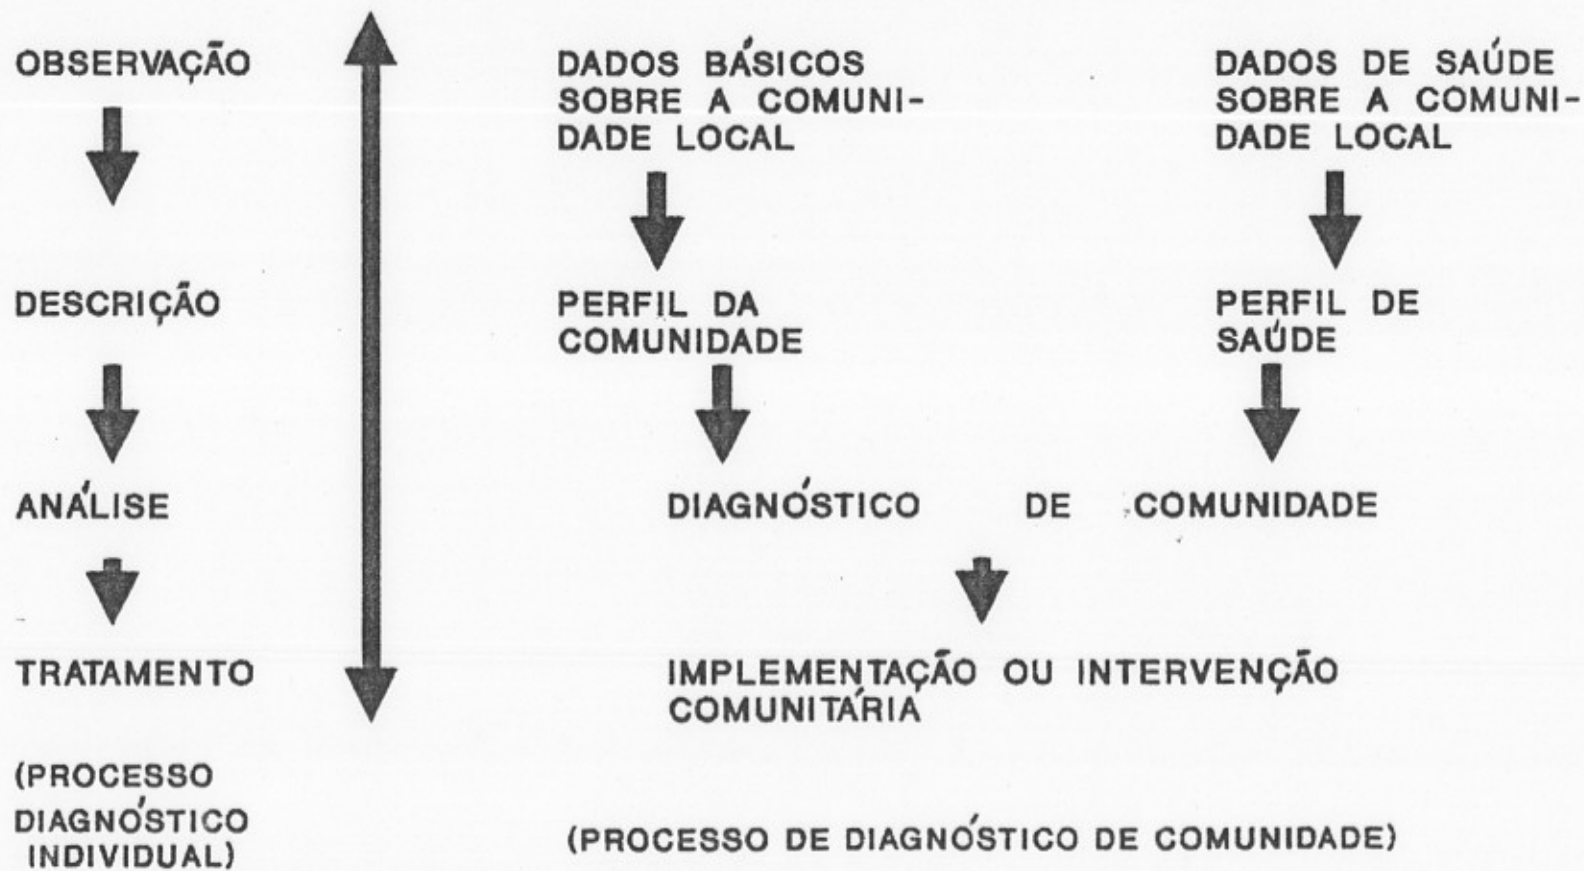 OBSERVAÇÃO
DADOS BÁSICOS
SOBRE A COMUNI-
DADE LOCAL
DADOS DE SAÚDE
SOBRE A COMUNI-
DADE LOCAL
DESCRIÇÃO
PERFIL DA
COMUNIDADE
PERFIL DE
SAÚDE
ANÁLISE
DIAGNÓSTICO DE COMUNIDADE
TRATAMENTO
IMPLEMENTAÇÃO OU INTERVENÇÃO
COMUNITÁRIA
(PROCESSO
DIAGNÓSTICO
INDIVIDUAL)
(PROCESSO DE DIAGNÓSTICO DE COMUNIDADE)